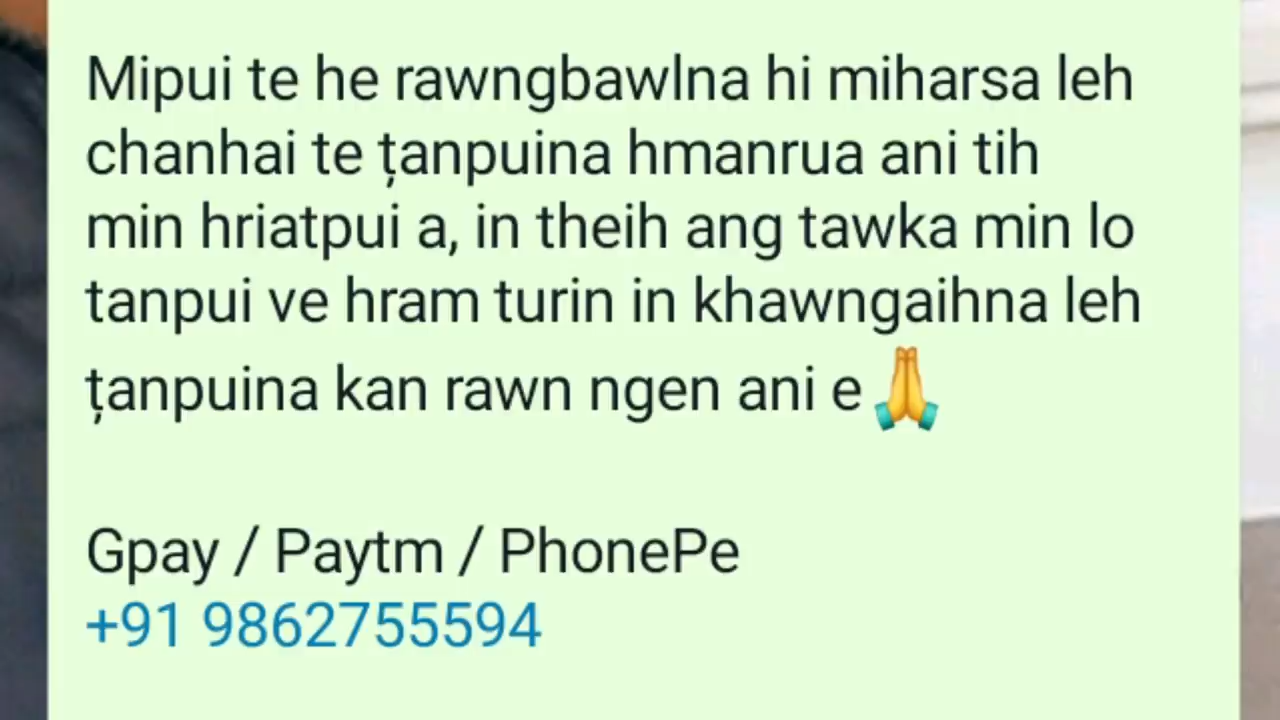 Mipui te he rawngbawlna hi miharsa leh
chanhai te ṭanpuina hmanrua ani tih
min hriatpui a, in theih ang tawka min lo
tanpui ve hram turin in khawngaihna leh
ṭanpuina kan rawn ngen ani e🙏
Gpay / Paytm / PhonePe
+91 9862755594